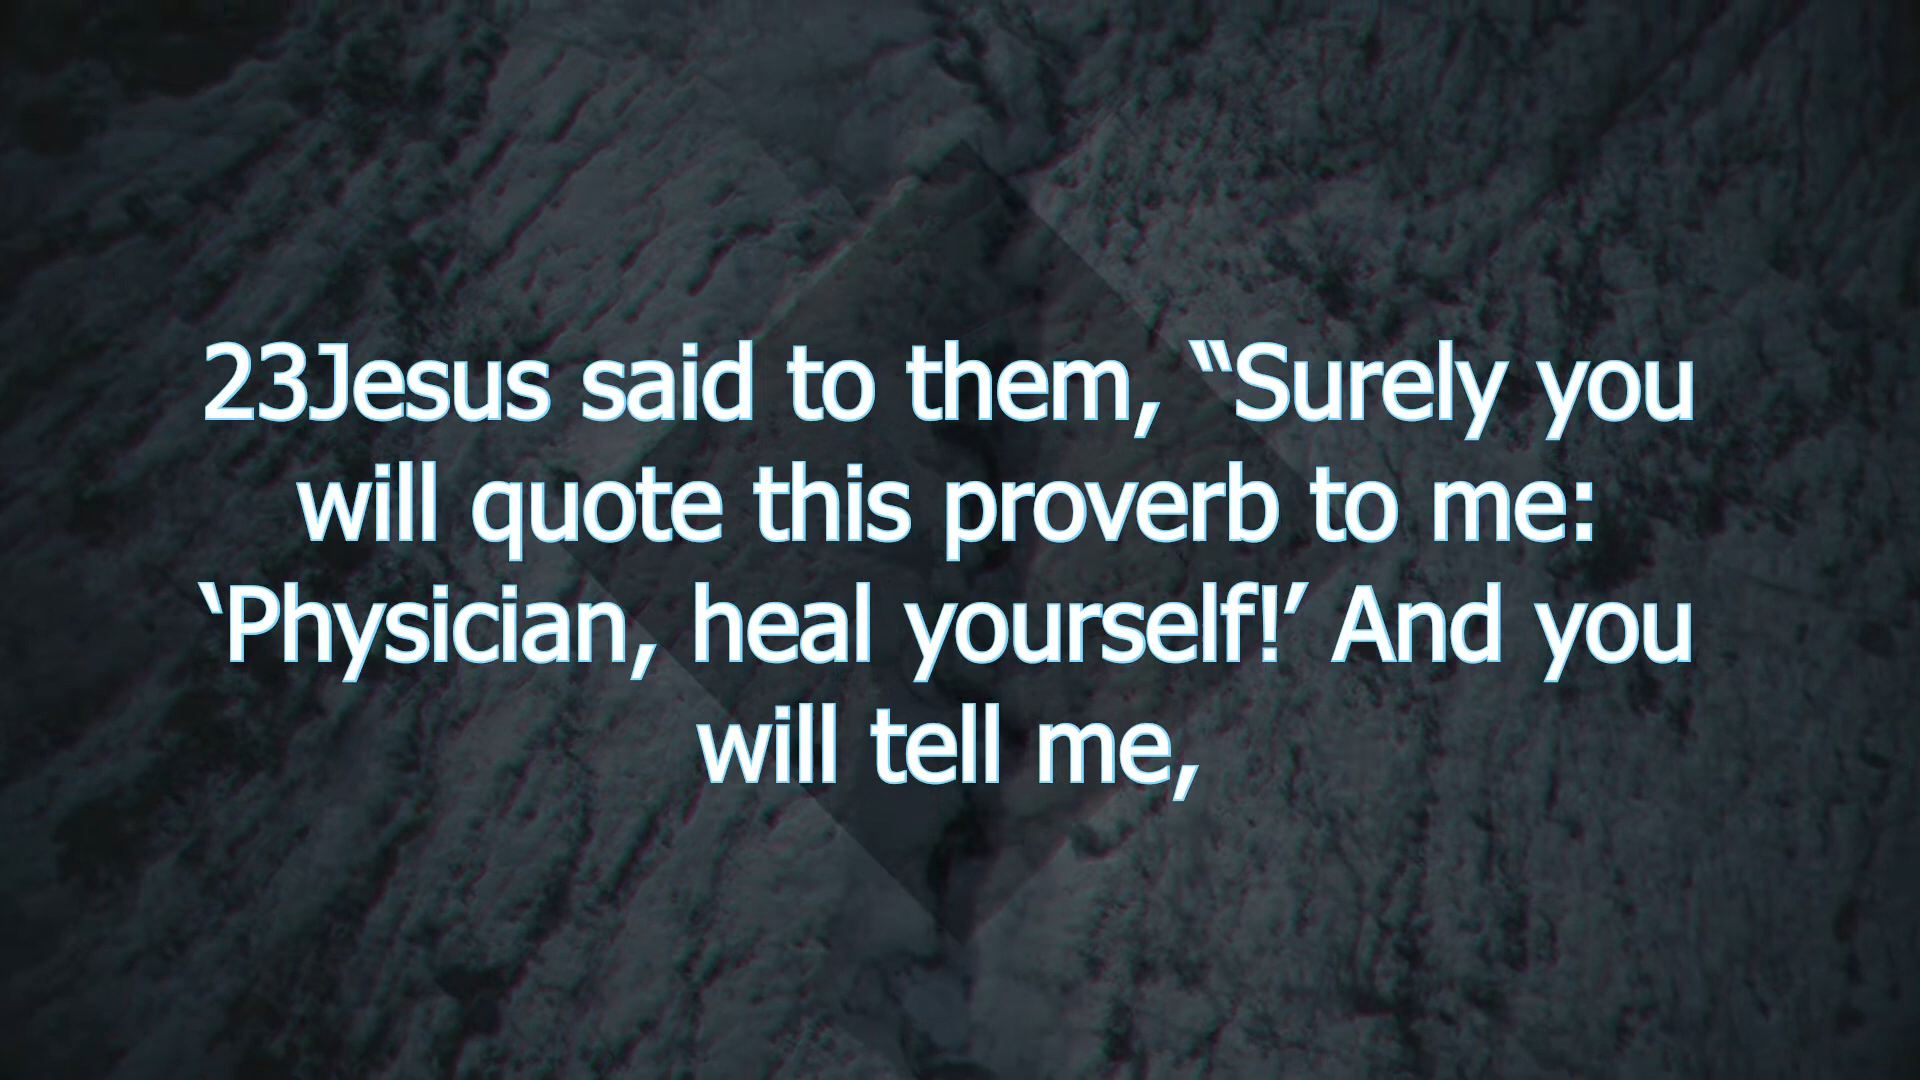 23Jesus said to them, “Surely you
will quote this proverb to me:
‘Physician, heal yourself!’ And you
will tell me,